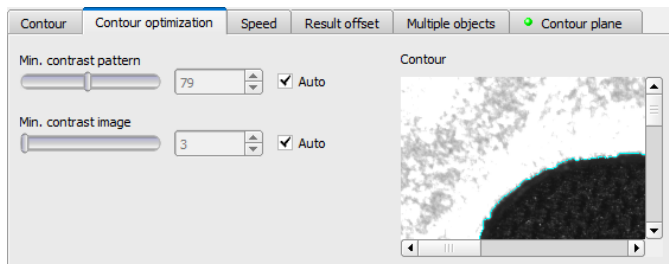 Contour Contour optimization Speed Result offset Multiple objects Contour plane
Min. contrast pattern
79 Auto
Min. contrast image
3 Auto
Contour